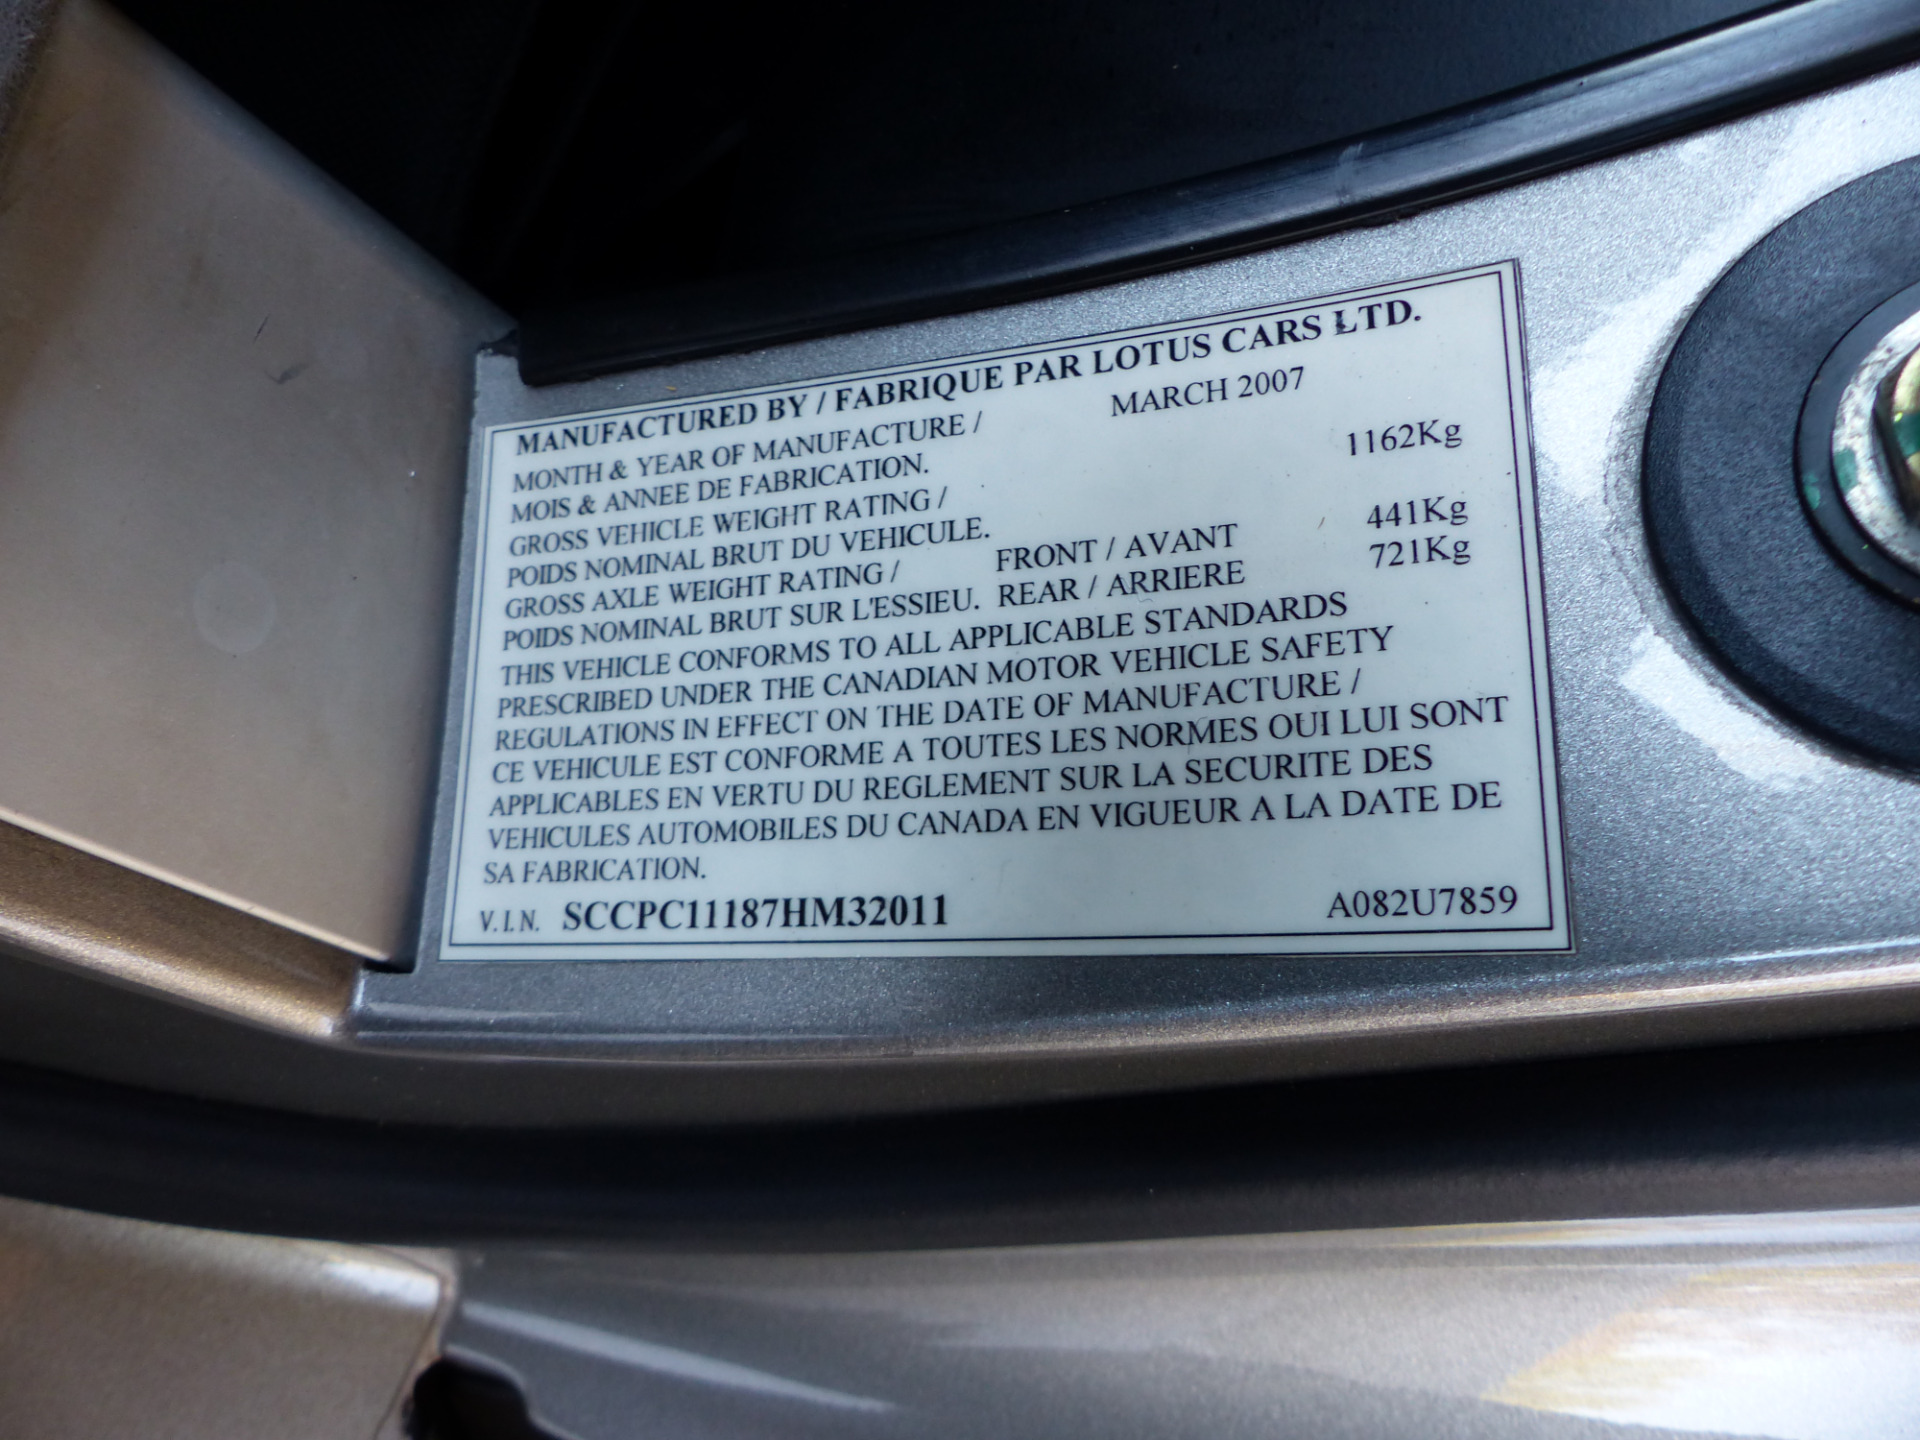 MANUFACTURED BY / FABRIQUE PAR LOTUS CARS LTD.
MONTH & YEAR OF MANUFACTURE / MARCH 2007
MOIS & ANNEE DE FABRICATION.
GROSS VEHICLE WEIGHT RATING / 1162Kg
POIDS NOMINAL BRUT DU VEHICULE.
GROSS AXLE WEIGHT RATING / FRONT / AVANT 441Kg
POIDS NOMINAL BRUT SUR L'ESSIEU. REAR / ARRIERE 721Kg
THIS VEHICLE CONFORMS TO ALL APPLICABLE STANDARDS
PRESCRIBED UNDER THE CANADIAN MOTOR VEHICLE SAFETY
REGULATIONS IN EFFECT ON THE DATE OF MANUFACTURE /
CE VEHICULE EST CONFORME A TOUTES LES NORMES OUI LUI SONT
APPLICABLES EN VERTU DU REGLEMENT SUR LA SECURITE DES
VEHICULES AUTOMOBILES DU CANADA EN VIGUEUR A LA DATE DE
SA FABRICATION.
V.I.N. SCCPC11187HM32011 A082U7859